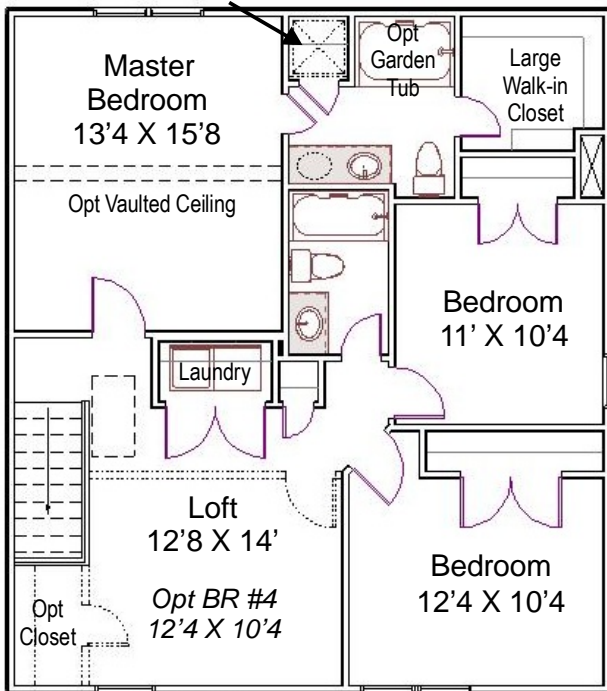 Master
Bedroom
13'4 X 15'8
Opt Vaulted Ceiling
Opt
Garden
Tub
Large
Walk-in
Closet
Bedroom
11' X 10'4
Laundry
Loft
12'8 X 14'
Opt BR #4
12'4 X 10'4
Opt
Closet
Bedroom
12'4 X 10'4